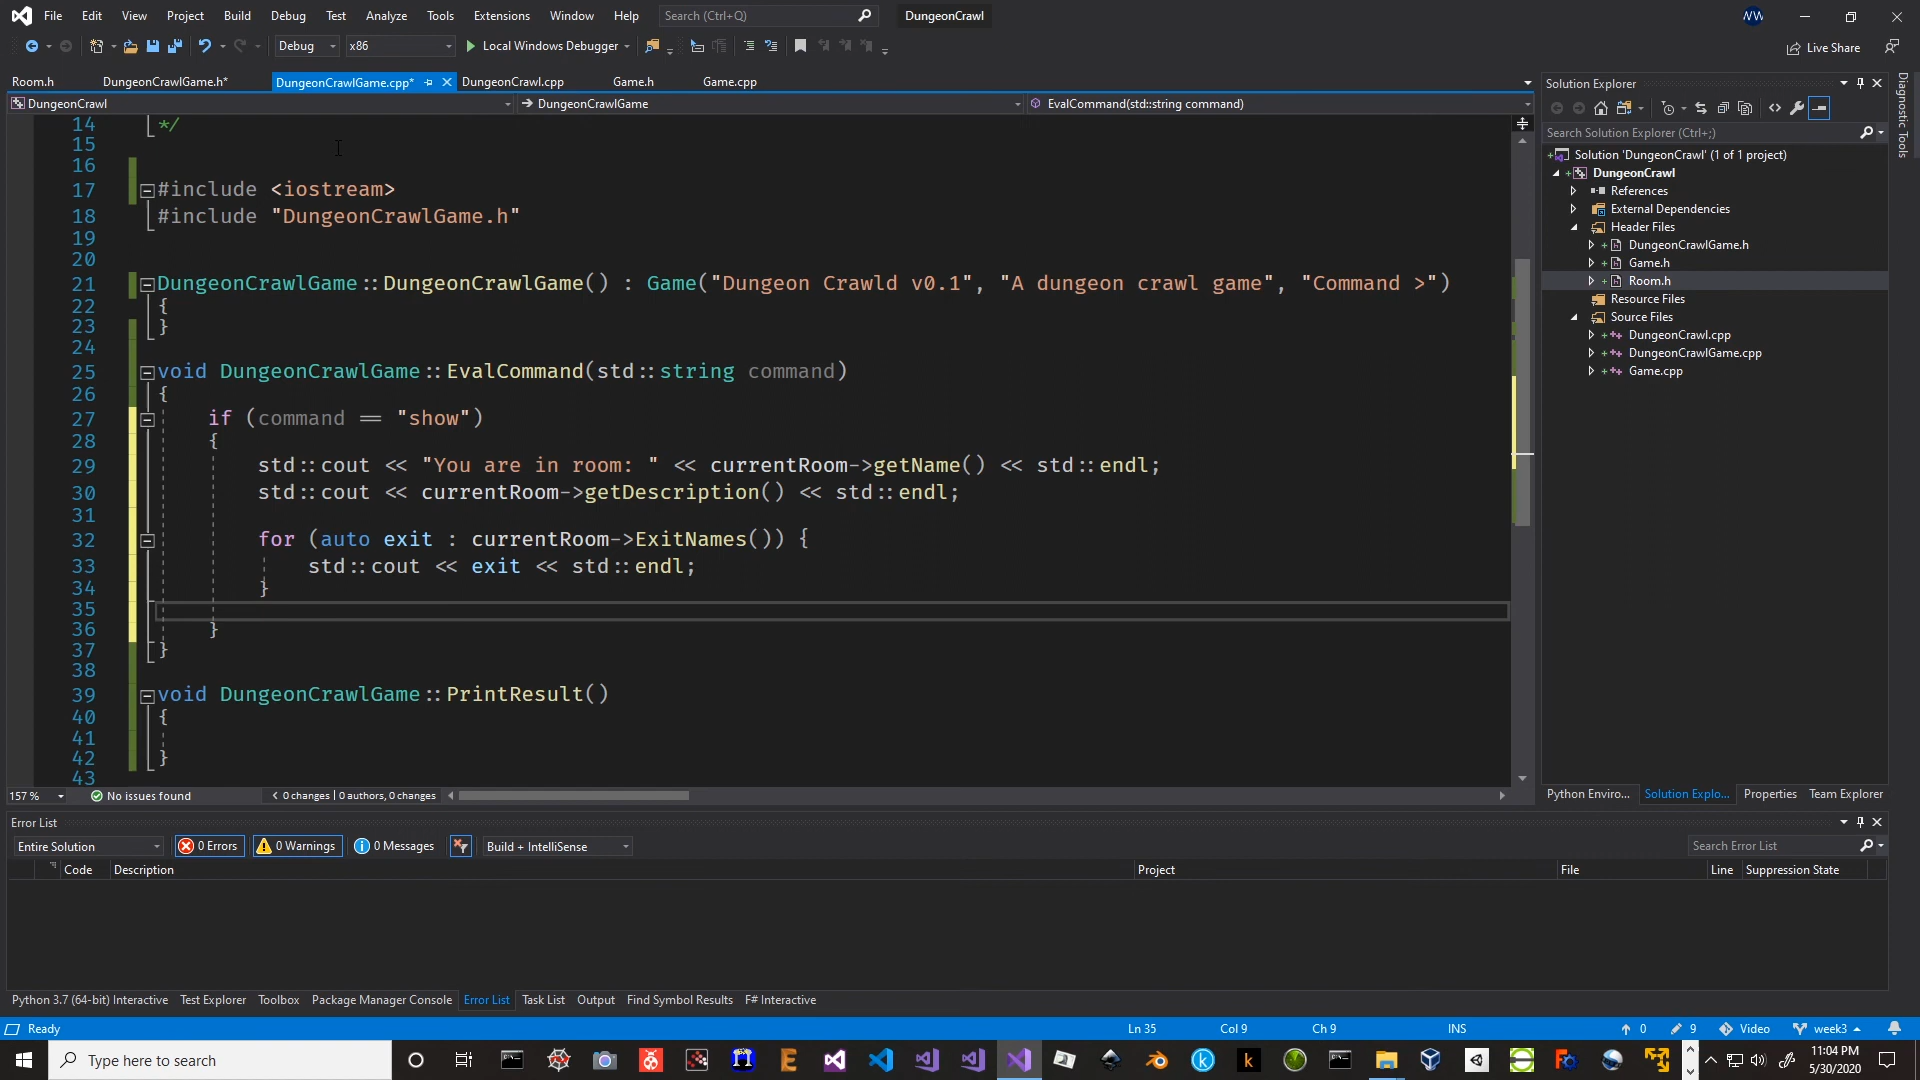 File Edit View Project Build Debug Test Analyze Tools Extensions Window Help Search (Ctrl+Q) DungeonCrawl
Debug x86 Local Windows Debugger Live Share
Room.h DungeonCrawlGame.h* DungeonCrawlGame.cpp* DungeonCrawl.cpp Game.h Game.cpp
DungeonCrawl DungeonCrawlGame EvalCommand(std::string command)
14 */
15
16
17 #include <iostream>
18 #include "DungeonCrawlGame.h"
19
20
21 DungeonCrawlGame::DungeonCrawlGame() : Game("Dungeon Crawld v0.1", "A dungeon crawl game", "Command >")
22 {
23 }
24
25 void DungeonCrawlGame::EvalCommand(std::string command)
26 {
27 if (command == "show")
28 {
29 std::cout << "You are in room: " << currentRoom->getName() << std::endl;
30 std::cout << currentRoom->getDescription() << std::endl;
31
32 for (auto exit : currentRoom->ExitNames()) {
33 std::cout << exit << std::endl;
34 }
35
36 }
37 }
38
39 void DungeonCrawlGame::PrintResult()
40 {
41
42 }
43
157 % No issues found < 0 changes | 0 authors, 0 changes
Solution Explorer
Search Solution Explorer (Ctrl+;)
Solution 'DungeonCrawl' (1 of 1 project)
DungeonCrawl
References
External Dependencies
Header Files
DungeonCrawlGame.h
Game.h
Room.h
Resource Files
Source Files
DungeonCrawl.cpp
DungeonCrawlGame.cpp
Game.cpp
Python Enviro... Solution Explo... Properties Team Explorer
Diagnostic Tools
Error List
Entire Solution 0 Errors 0 Warnings 0 Messages Build + IntelliSense Search Error List
Code Description Project File Line Suppression State
Python 3.7 (64-bit) Interactive Test Explorer Toolbox Package Manager Console Error List Task List Output Find Symbol Results F# Interactive
Ready Ln 35 Col 9 Ch 9 INS 0 9 Video week3
Type here to search 11:04 PM
5/30/2020